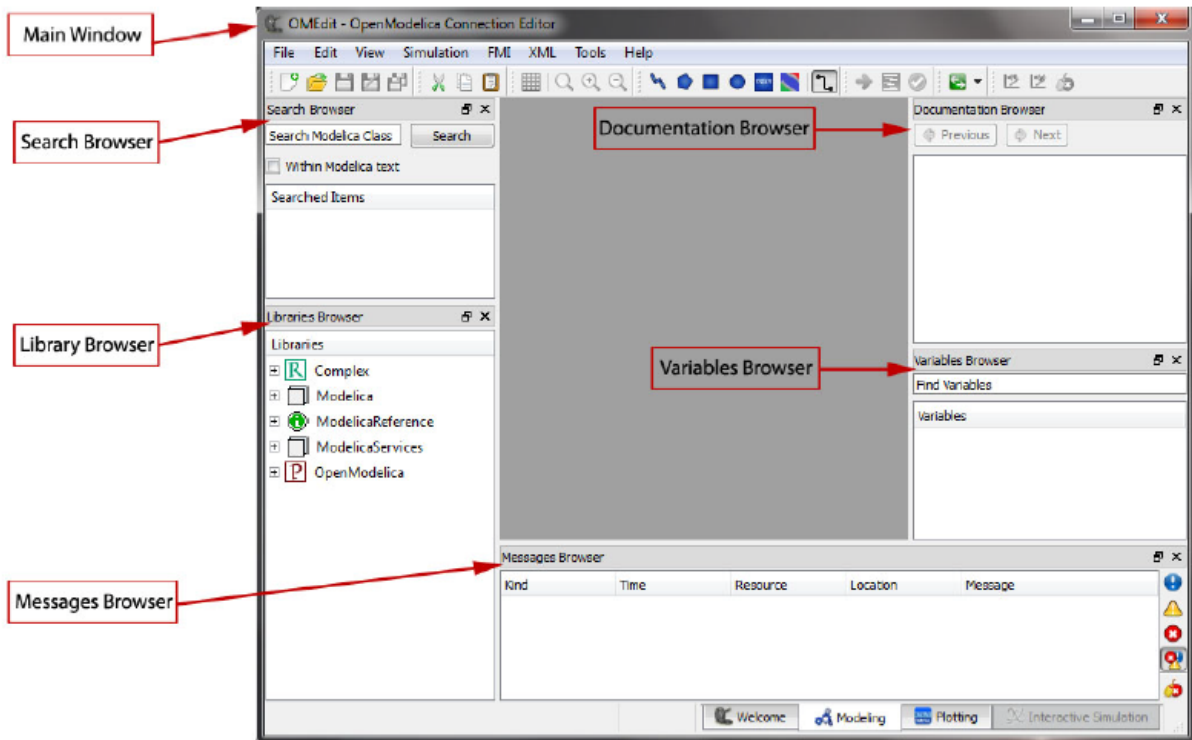 Main Window
OMEdit - OpenModelica Connection Editor
File Edit View Simulation FMI XML Tools Help
Search Browser
Search Browser
Search Modelica Class
Search
Within Modelica text
Searched Items
Documentation Browser
Documentation Browser
Previous
Next
Library Browser
Libraries Browser
Libraries
Complex
Modelica
ModelicaReference
ModelicaServices
OpenModelica
Variables Browser
Variables Browser
Find Variables
Variables
Messages Browser
Messages Browser
Kind Time Resource Location Message
Welcome Modeling Plotting Interactive Simulation